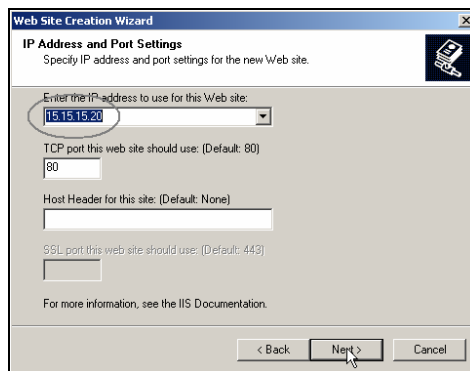 Web Site Creation Wizard
IP Address and Port Settings
Specify IP address and port settings for the new Web site.
Enter the IP address to use for this Web site:
15.15.15.20
TCP port this web site should use: (Default: 80)
80
Host Header for this site: (Default: None)
SSL port this web site should use: (Default: 443)
For more information, see the IIS Documentation.
< Back Next > Cancel